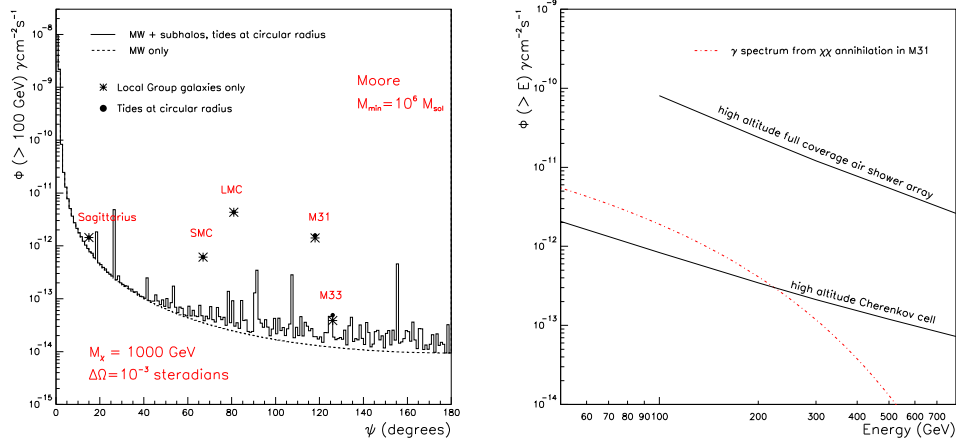 Φ ( > 100 GeV) γcm⁻²s⁻¹
10⁻⁸
10⁻⁹
10⁻¹⁰
10⁻¹¹
10⁻¹²
10⁻¹³
10⁻¹⁴
10⁻¹⁵
MW + subhalos, tides at circular radius
MW only
Local Group galaxies only
Tides at circular radius
Moore
M_min=10⁶ M_sol
Sagittarius
SMC
LMC
M31
M33
M_χ = 1000 GeV
ΔΩ=10⁻³ steradians
0 20 40 60 80 100 120 140 160 180
ψ (degrees)
Φ (> E) γcm⁻²s⁻¹
10⁻⁹
10⁻¹⁰
10⁻¹¹
10⁻¹²
10⁻¹³
10⁻¹⁴
γ spectrum from χχ annihilation in M31
high altitude full coverage air shower array
high altitude Cherenkov cell
60 70 80 90 100 200 300 400 500 600 700
Energy (GeV)